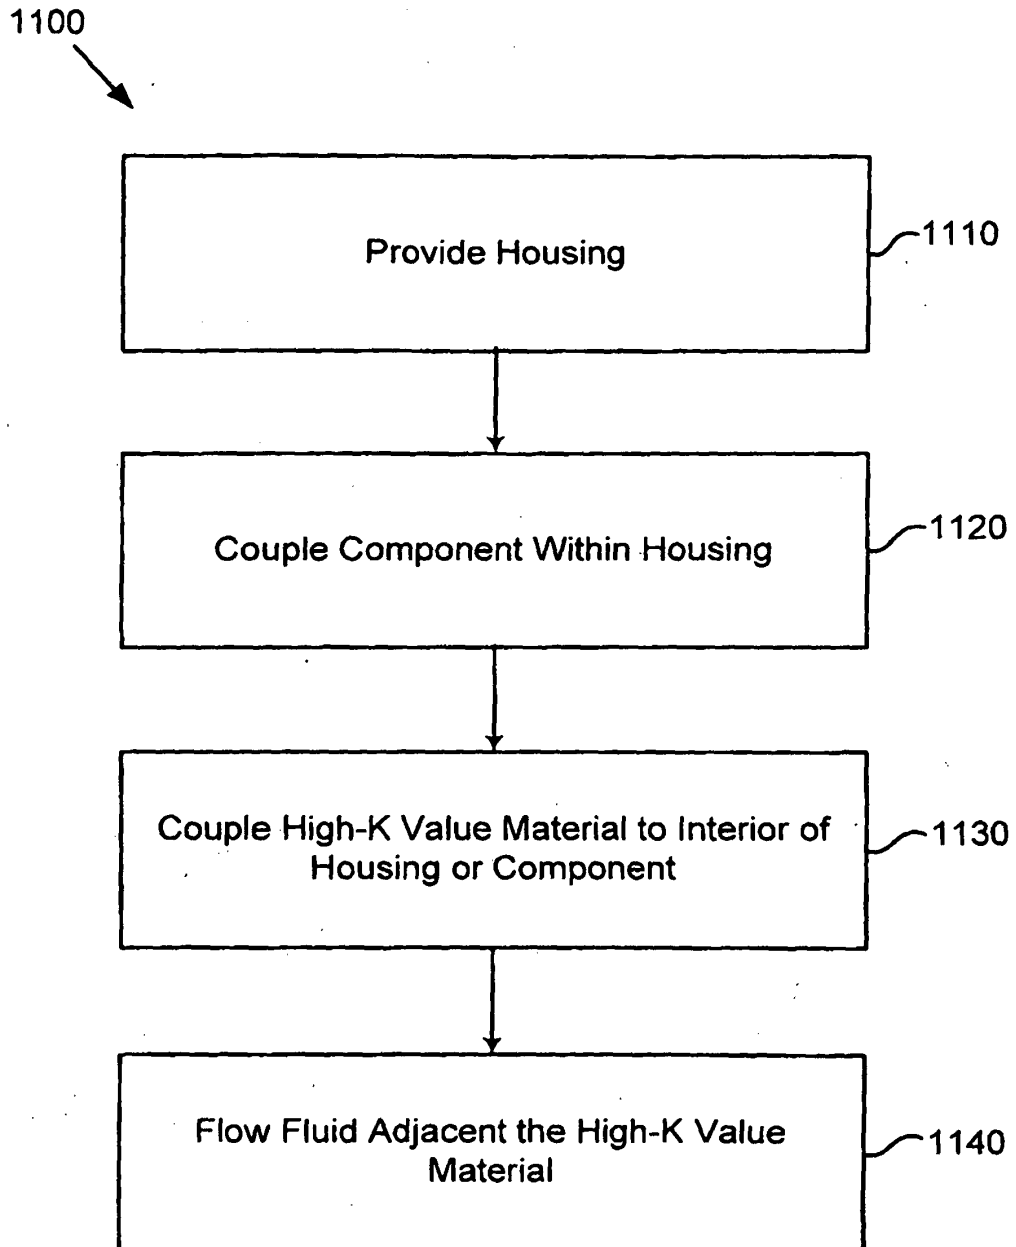 1100
Provide Housing
1110
Couple Component Within Housing
1120
Couple High-K Value Material to Interior of
Housing or Component
1130
Flow Fluid Adjacent the High-K Value
Material
1140